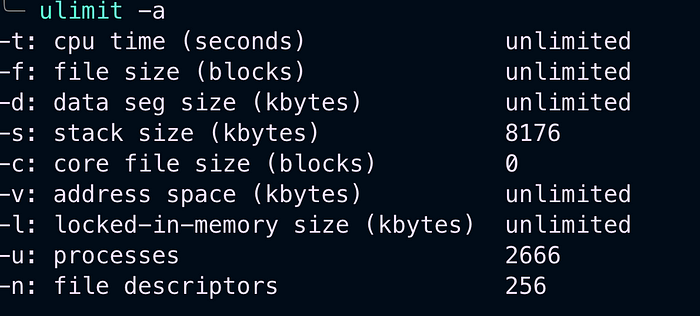 ulimit -a
-t: cpu time (seconds) unlimited
-f: file size (blocks) unlimited
-d: data seg size (kbytes) unlimited
-s: stack size (kbytes) 8176
-c: core file size (blocks) 0
-v: address space (kbytes) unlimited
-l: locked-in-memory size (kbytes) unlimited
-u: processes 2666
-n: file descriptors 256